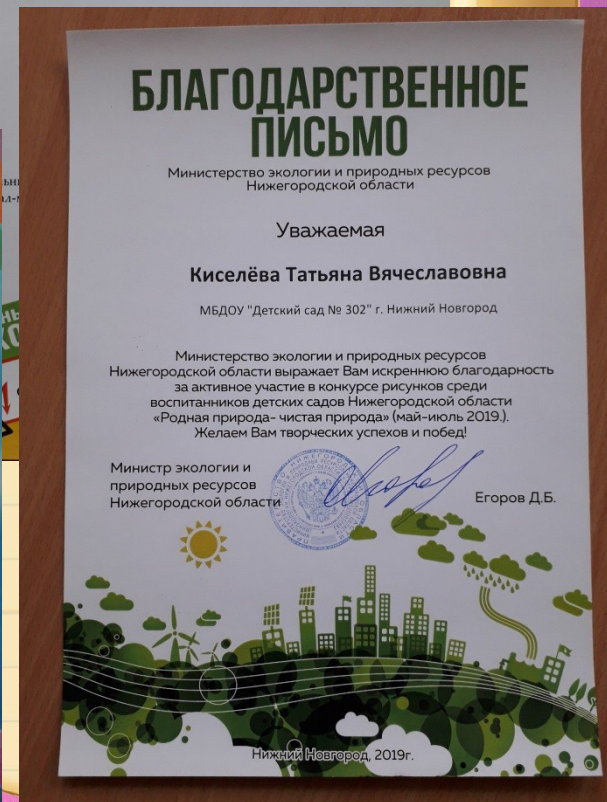 БЛАГОДАРСТВЕННОЕ
ПИСЬМО
Министерство экологии и природных ресурсов
Нижегородской области
Уважаемая
Киселёва Татьяна Вячеславовна
МБДОУ "Детский сад № 302" г. Нижний Новгород
Министерство экологии и природных ресурсов
Нижегородской области выражает Вам искреннюю благодарность
за активное участие в конкурсе рисунков среди
воспитанников детских садов Нижегородской области
«Родная природа- чистая природа» (май-июль 2019.).
Желаем Вам творческих успехов и побед!
Министр экологии и
природных ресурсов
Нижегородской области
Егоров Д.Б.
Нижний Новгород, 2019г.